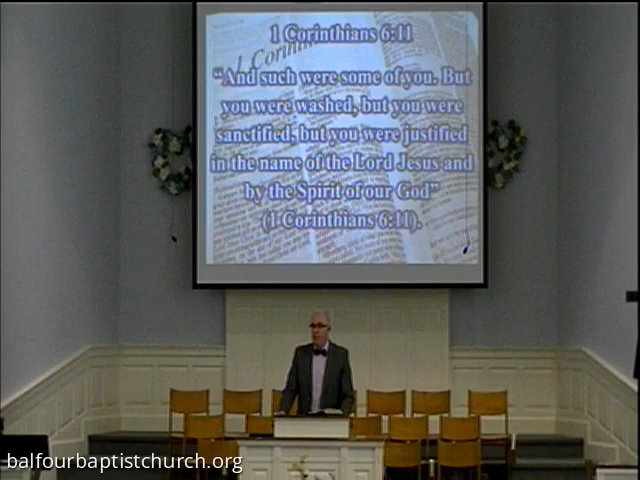 1 Corinthians 6:11
"And such were some of you. But
you were washed, but you were
sanctified, but you were justified
in the name of the Lord Jesus and
by the Spirit of our God"
(1 Corinthians 6:11).
balfourbaptistchurch.org